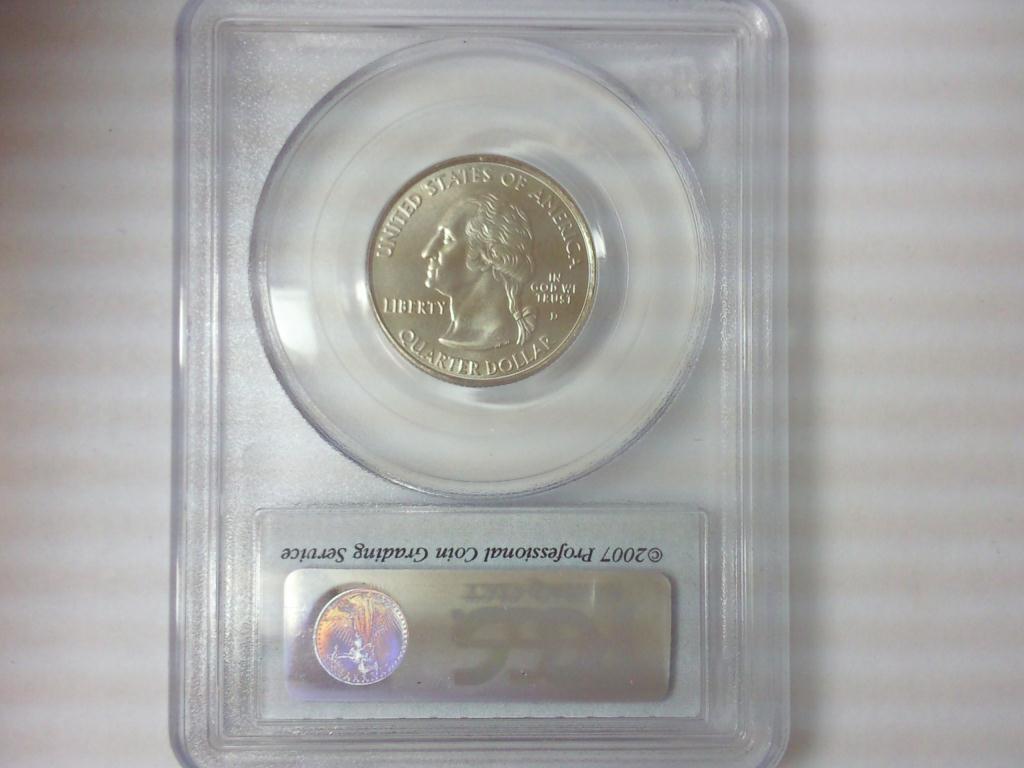 UNITED STATES OF AMERICA
LIBERTY
IN
GOD WE
TRUST
D
QUARTER DOLLAR
©2007 Professional Coin Grading Service